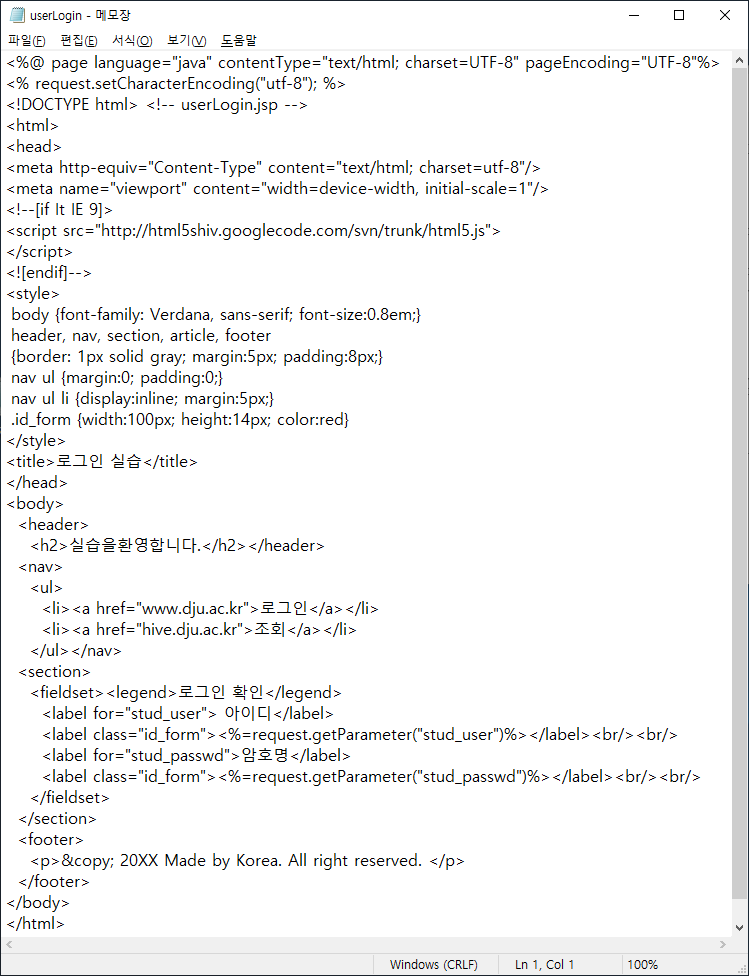 userLogin - 메모장
파일(F) 편집(E) 서식(O) 보기(V) 도움말
<%@ page language="java" contentType="text/html; charset=UTF-8" pageEncoding="UTF-8"%>
<% request.setCharacterEncoding("utf-8"); %>
<!DOCTYPE html> <!-- userLogin.jsp -->
<html>
<head>
<meta http-equiv="Content-Type" content="text/html; charset=utf-8"/>
<meta name="viewport" content="width=device-width, initial-scale=1"/>
<!--[if lt IE 9]>
<script src="http://html5shiv.googlecode.com/svn/trunk/html5.js">
</script>
<![endif]-->
<style>
 body {font-family: Verdana, sans-serif; font-size:0.8em;}
 header, nav, section, article, footer
 {border: 1px solid gray; margin:5px; padding:8px;}
 nav ul {margin:0; padding:0;}
 nav ul li {display:inline; margin:5px;}
 .id_form {width:100px; height:14px; color:red}
</style>
<title>로그인 실습</title>
</head>
<body>
  <header>
    <h2>실습을환영합니다.</h2></header>
  <nav>
    <ul>
      <li><a href="www.dju.ac.kr">로그인</a></li>
      <li><a href="hive.dju.ac.kr">조회</a></li>
    </ul></nav>
  <section>
    <fieldset><legend>로그인 확인</legend>
      <label for="stud_user"> 아이디</label>
      <label class="id_form"><%=request.getParameter("stud_user")%></label><br/><br/>
      <label for="stud_passwd">암호명</label>
      <label class="id_form"><%=request.getParameter("stud_passwd")%></label><br/><br/>
    </fieldset>
  </section>
  <footer>
    <p>&copy; 20XX Made by Korea. All right reserved. </p>
  </footer>
</body>
</html>
Windows (CRLF) Ln 1, Col 1 100%